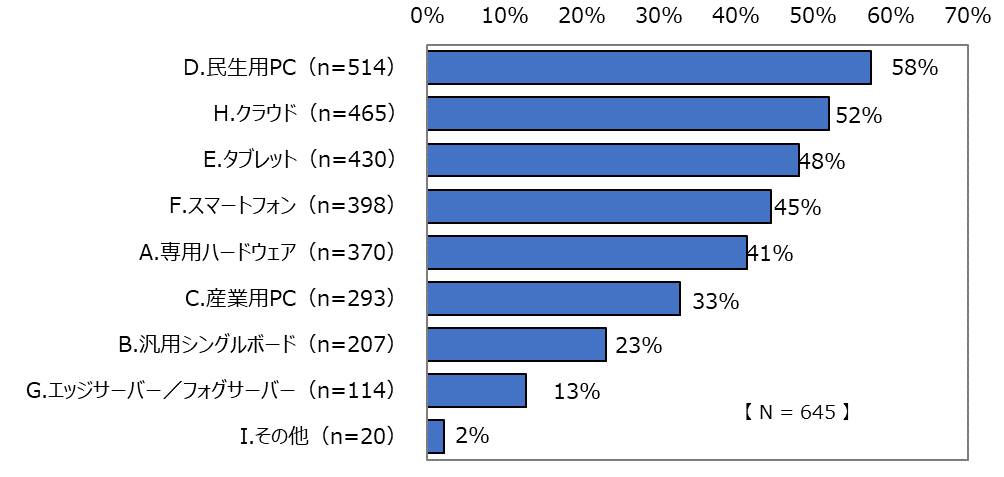 0% 10% 20% 30% 40% 50% 60% 70%
D.民生用PC（n=514） 58%
H.クラウド（n=465） 52%
E.タブレット（n=430） 48%
F.スマートフォン（n=398） 45%
A.専用ハードウェア（n=370） 41%
C.産業用PC（n=293） 33%
B.汎用シングルボード（n=207） 23%
G.エッジサーバー／フォグサーバー（n=114） 13%
【 N = 645 】
I.その他（n=20） 2%